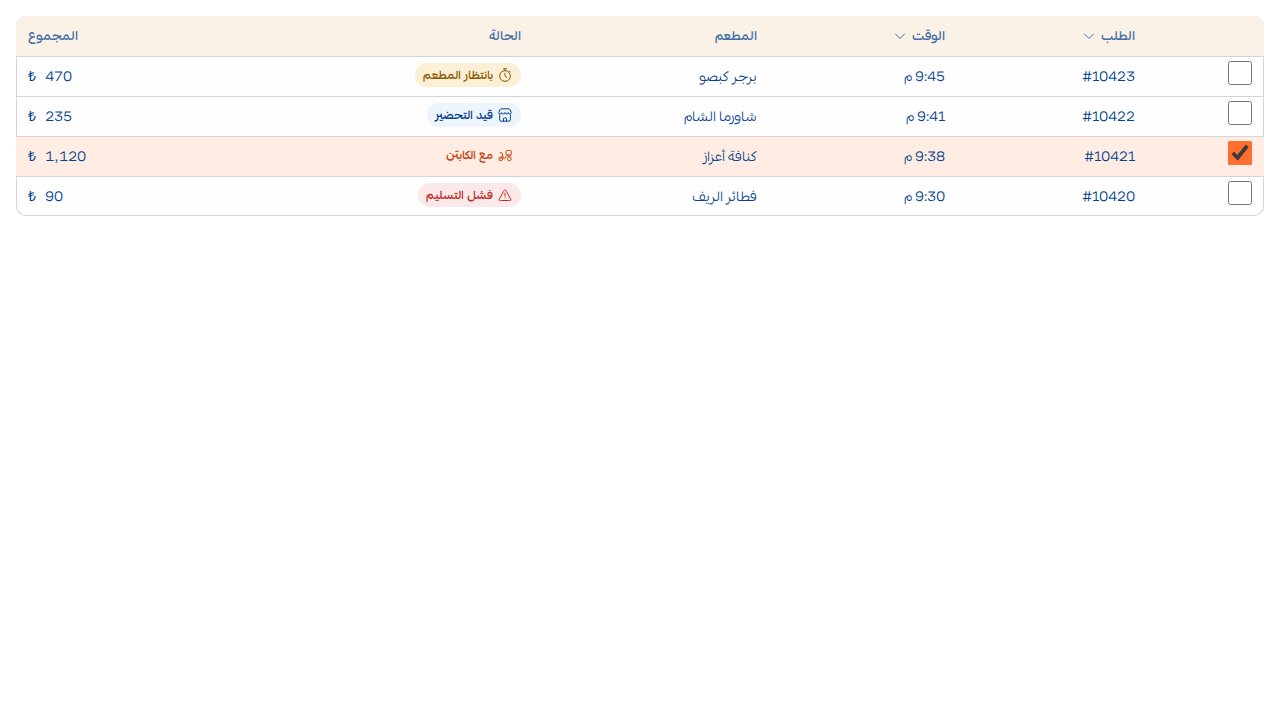 الطلب الوقت المطعم الحالة المجموع
#10423 9:45 م برجر كبصو بانتظار المطعم 470 ₺
#10422 9:41 م شاورما الشام قيد التحضير 235 ₺
#10421 9:38 م كنافة أعزاز مع الكابتن 1,120 ₺
#10420 9:30 م فطائر الريف فشل التسليم 90 ₺